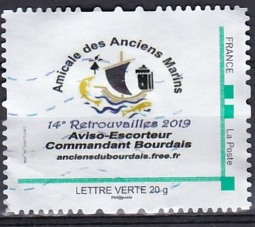 Amicale des Anciens Marins
14e Retrouvailles 2019
Aviso-Escorteur
Commandant Bourdais
anciensdubourdais.free.fr
LETTRE VERTE 20 g
FRANCE
La Poste